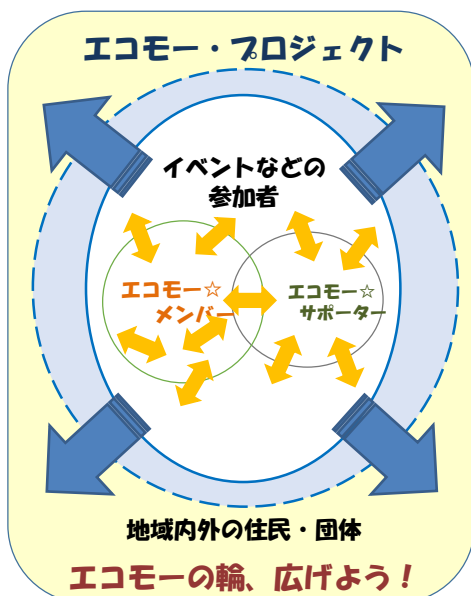 エコモー・プロジェクト
イベントなどの
参加者
エコモー☆
メンバー
エコモー☆
サポーター
地域内外の住民・団体
エコモーの輪、広げよう！